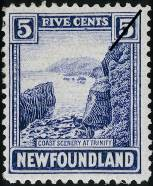 5 FIVE CENTS 5
COAST SCENERY AT TRINITY
NEWFOUNDLAND